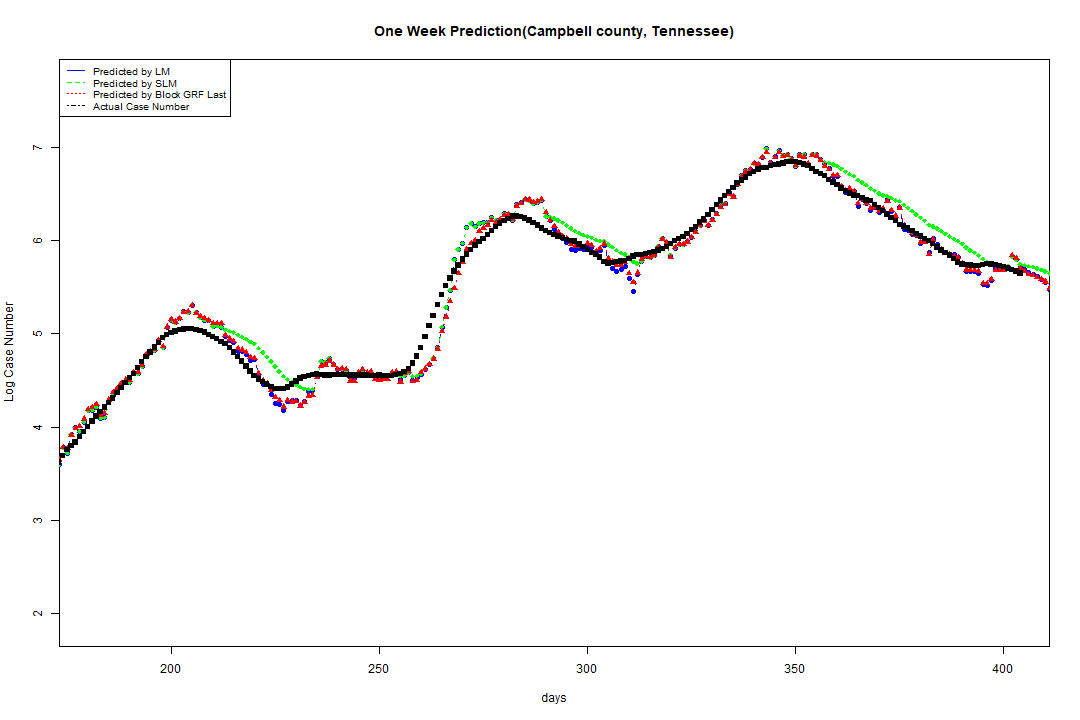 One Week Prediction(Campbell county, Tennessee)
Predicted by LM
Predicted by SLM
Predicted by Block GRF Last
Actual Case Number
7
6
5
4
3
2
Log Case Number
200 250 300 350 400
days